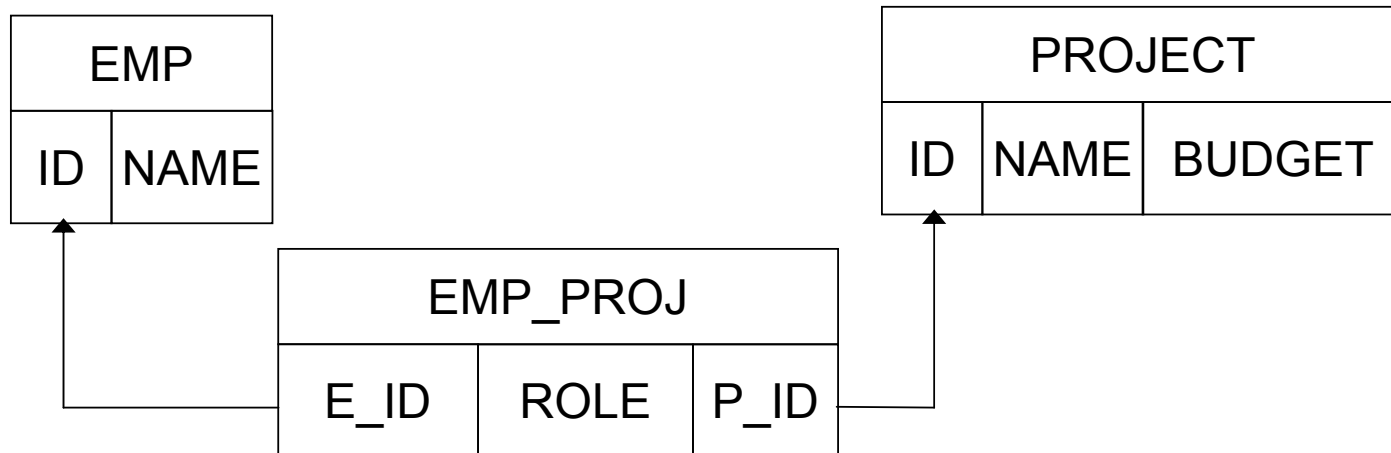 EMP
ID NAME
PROJECT
ID NAME BUDGET
EMP_PROJ
E_ID ROLE P_ID